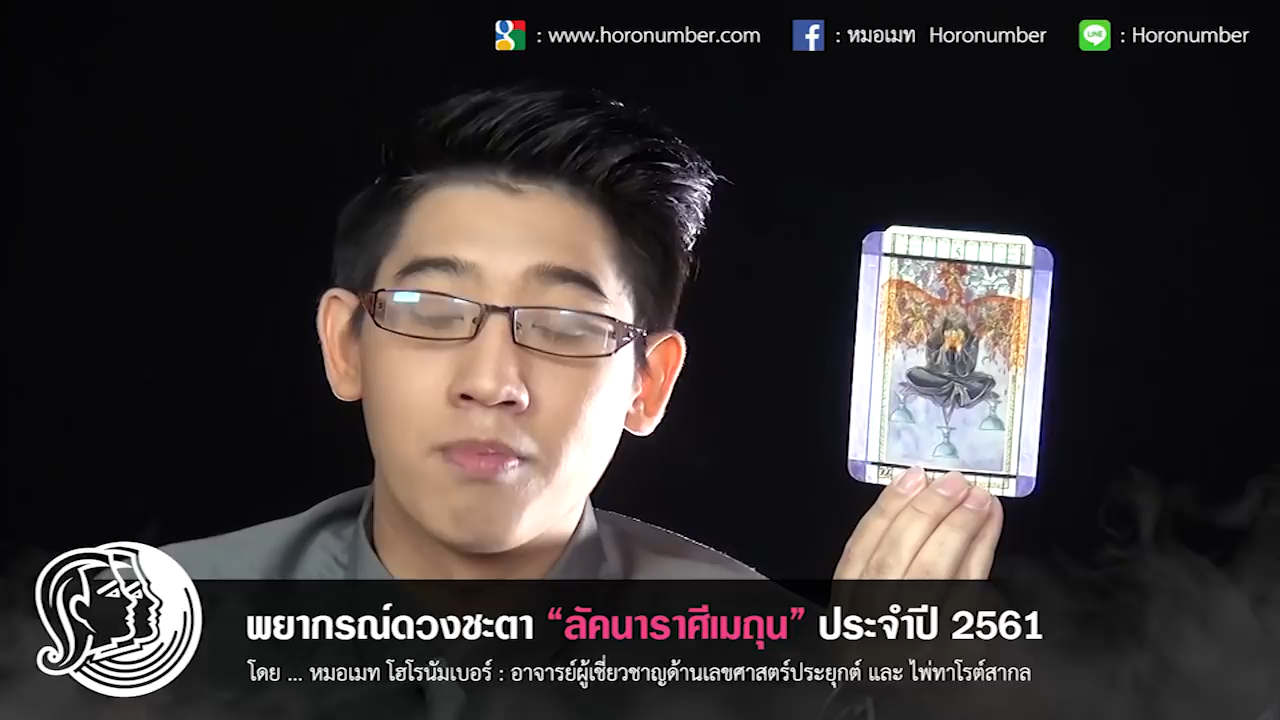 : www.horonumber.com
: หมอเมท Horonumber
LINE : Horonumber
พยากรณ์ดวงชะตา “ลัคนาราศีเมถุน” ประจำปี 2561
โดย ... หมอเมท โฮโรนัมเบอร์ : อาจารย์ผู้เชี่ยวชาญด้านเลขศาสตร์ประยุกต์ และ ไพ่ทาโรต์สากล